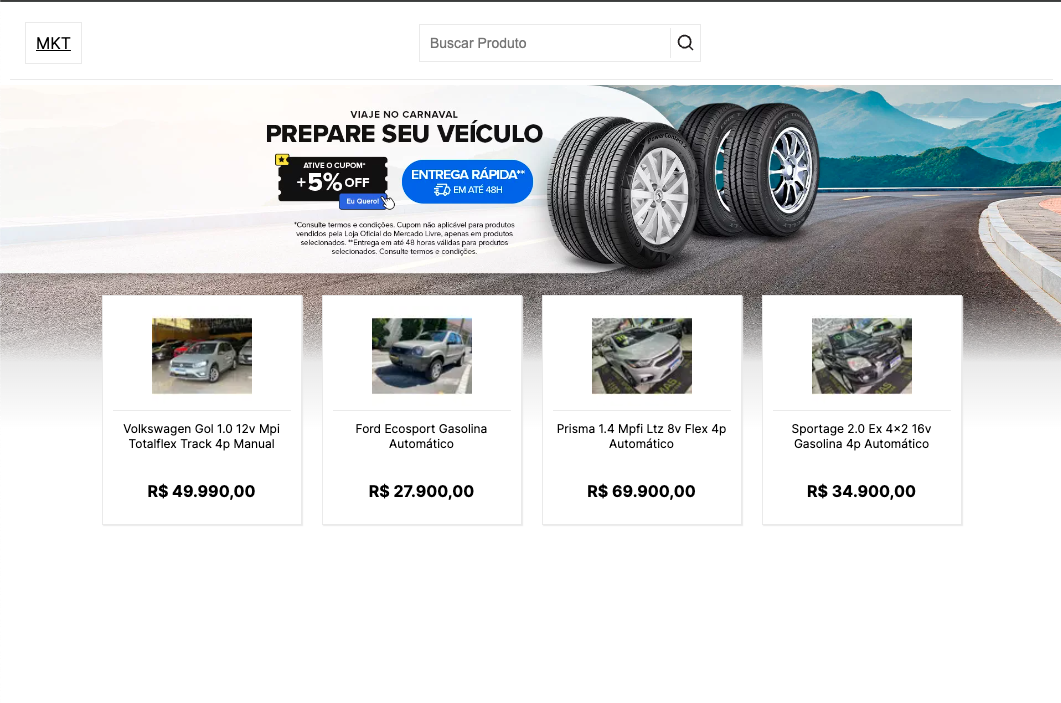 MKT
Buscar Produto
VIAJE NO CARNAVAL
PREPARE SEU VEÍCULO
ATIVE O CUPOM*
+5% OFF
Eu Quero!
ENTREGA RÁPIDA**
EM ATÉ 48H
*Consulte termos e condições. Cupom não aplicável para produtos
vendidos pela Loja Oficial do Mercado Livre, apenas em produtos
selecionados. **Entrega em até 48 horas válidas para produtos
selecionados. Consulte termos e condições.
Volkswagen Gol 1.0 12v Mpi
Totalflex Track 4p Manual
R$ 49.990,00
Ford Ecosport Gasolina
Automático
R$ 27.900,00
Prisma 1.4 Mpfi Ltz 8v Flex 4p
Automático
R$ 69.900,00
Sportage 2.0 Ex 4×2 16v
Gasolina 4p Automático
R$ 34.900,00